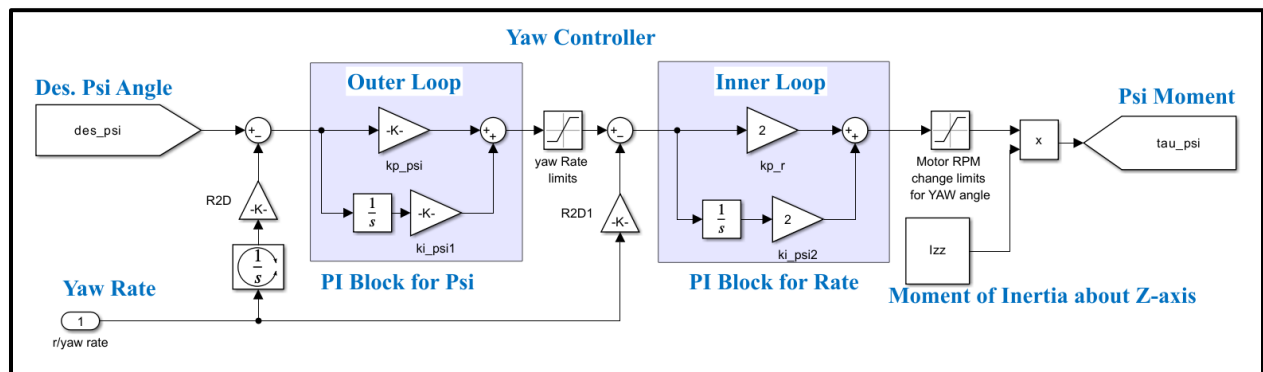 Yaw Controller
Des. Psi Angle
des_psi
+
−
R2D
-K-
1
s
Yaw Rate
1
r/yaw rate
Outer Loop
-K-
kp_psi
1
s
-K-
ki_psi1
+
+
PI Block for Psi
yaw Rate
limits
+
−
R2D1
-K-
Inner Loop
2
kp_r
1
s
2
ki_psi2
+
+
PI Block for Rate
Motor RPM
change limits
for YAW angle
x
Izz
Moment of Inertia about Z-axis
Psi Moment
tau_psi